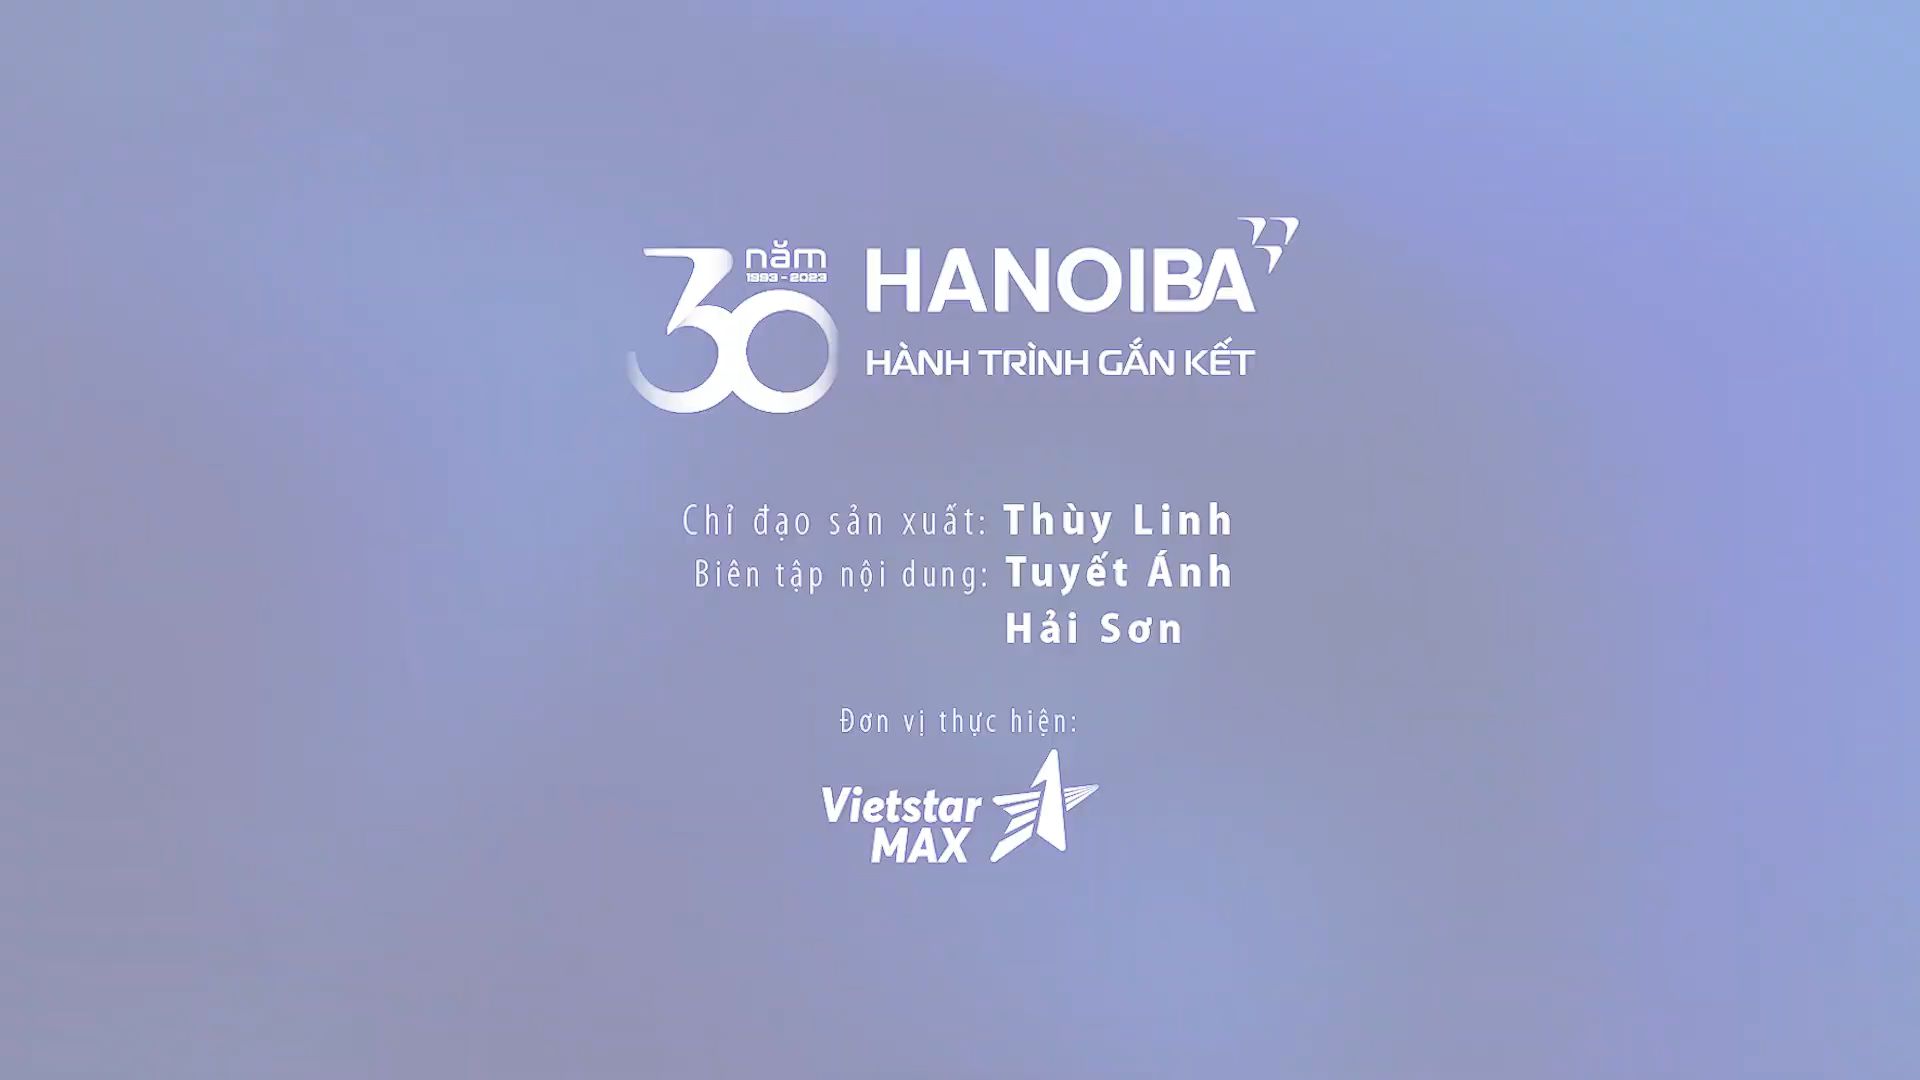 30 năm
1993 - 2023
HANOIBA
HÀNH TRÌNH GẮN KẾT
Chỉ đạo sản xuất: Thùy Linh
Biên tập nội dung: Tuyết Ánh
Hải Sơn
Đơn vị thực hiện:
Vietstar
MAX